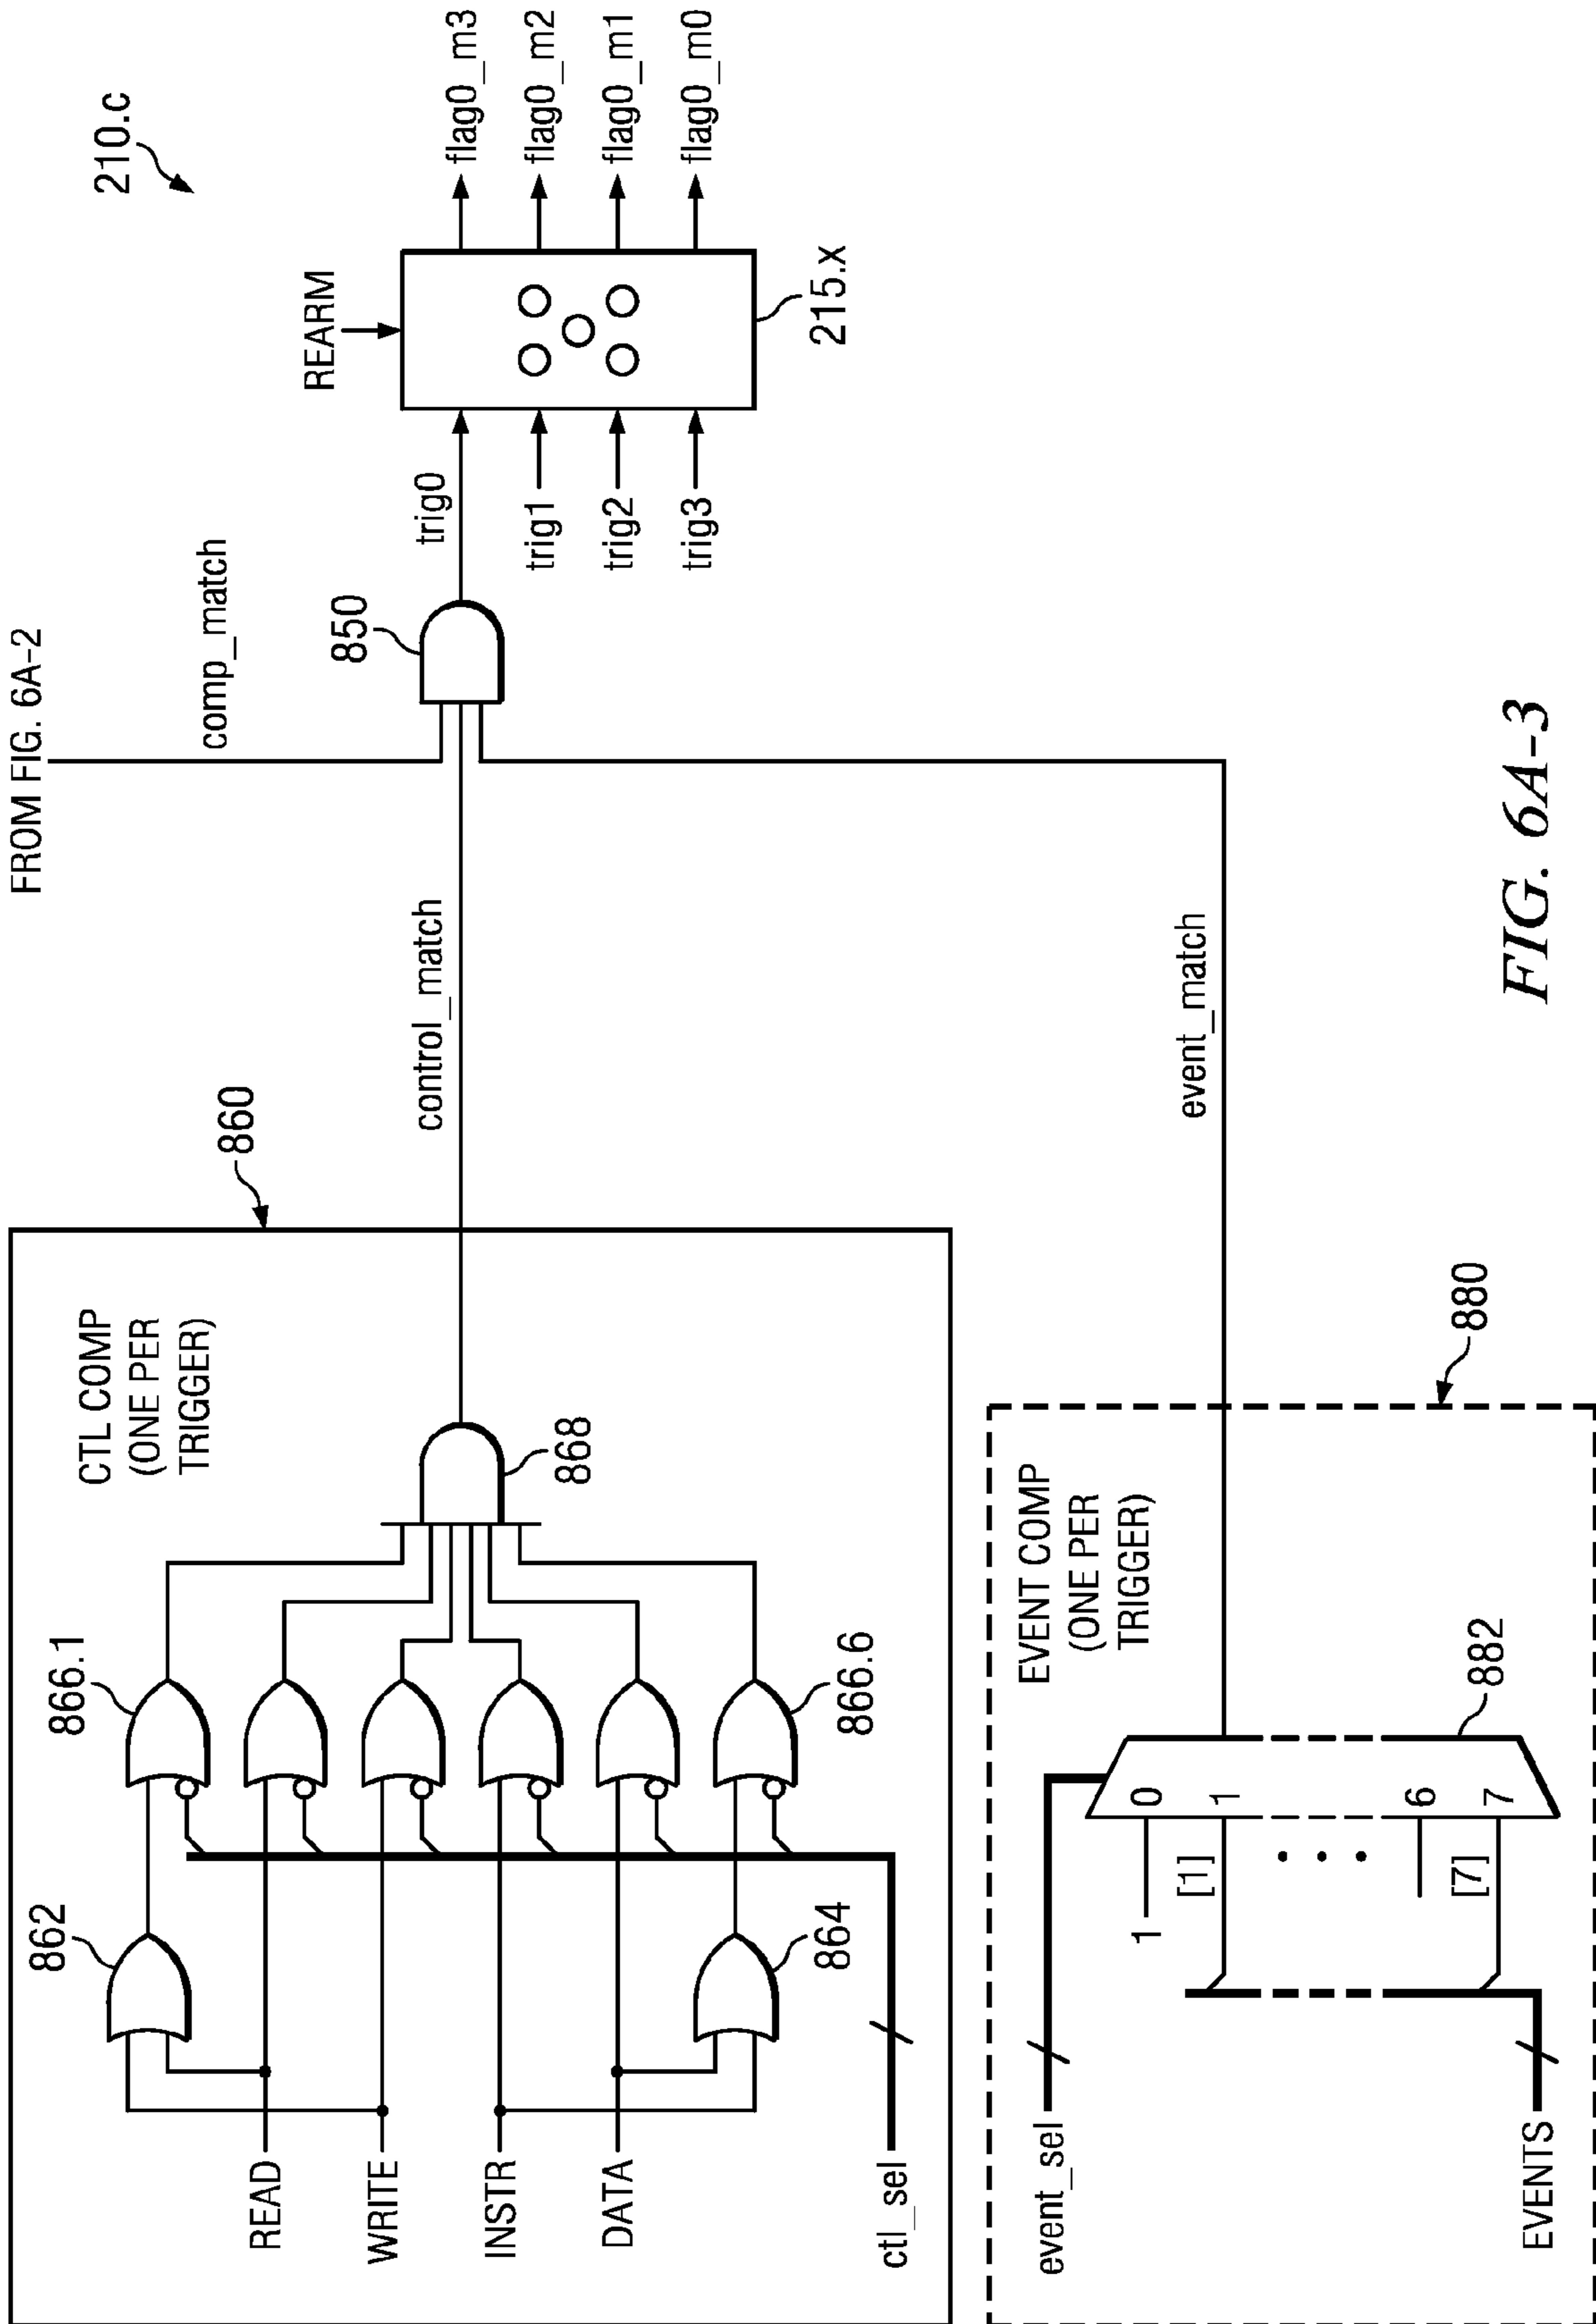 FROM FIG. 6A-2
210.c
comp_match
860
CTL COMP
(ONE PER
TRIGGER)
862
866.1
READ
WRITE
INSTR
DATA
ctl_sel
864
866.6
868
control_match
850
trig0
trig1
trig2
trig3
REARM
215.x
flag0_m3
flag0_m2
flag0_m1
flag0_m0
880
EVENT COMP
(ONE PER
TRIGGER)
event_sel
EVENTS
1
[1]
[7]
0
1
6
7
882
event_match
FIG. 6A-3